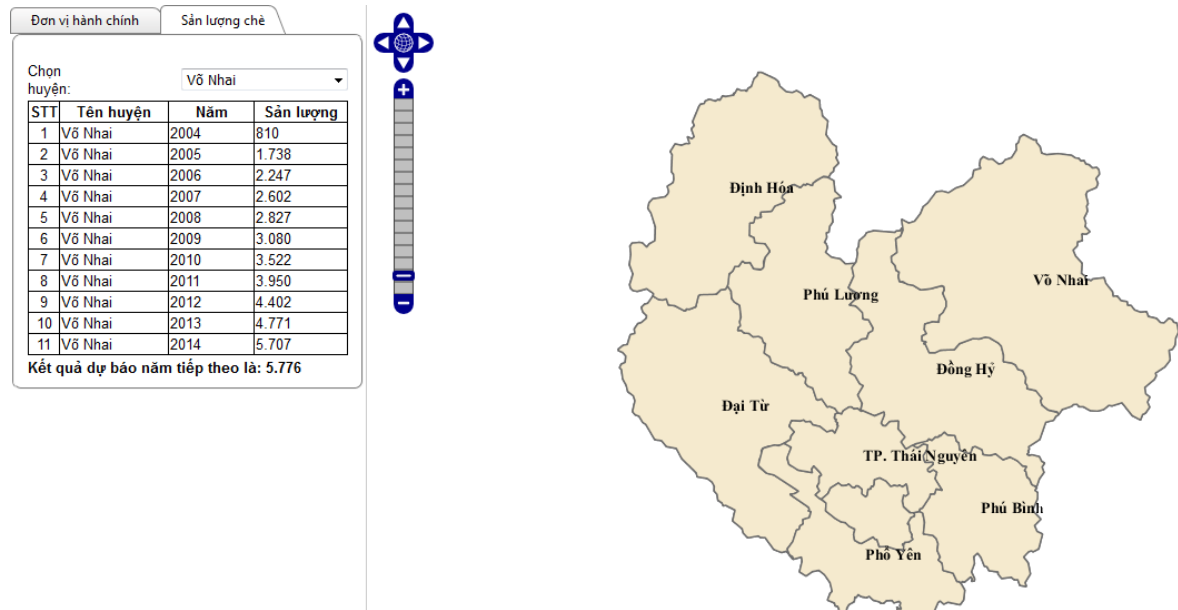 Đơn vị hành chính
Sản lượng chè
Chọn
huyện:
Võ Nhai
STT Tên huyện Năm Sản lượng
1 Võ Nhai 2004 810
2 Võ Nhai 2005 1.738
3 Võ Nhai 2006 2.247
4 Võ Nhai 2007 2.602
5 Võ Nhai 2008 2.827
6 Võ Nhai 2009 3.080
7 Võ Nhai 2010 3.522
8 Võ Nhai 2011 3.950
9 Võ Nhai 2012 4.402
10 Võ Nhai 2013 4.771
11 Võ Nhai 2014 5.707
Kết quả dự báo năm tiếp theo là: 5.776
Định Hóa
Võ Nhai
Phú Lương
Đồng Hỷ
Đại Từ
TP. Thái Nguyên
Phú Bình
Phổ Yên